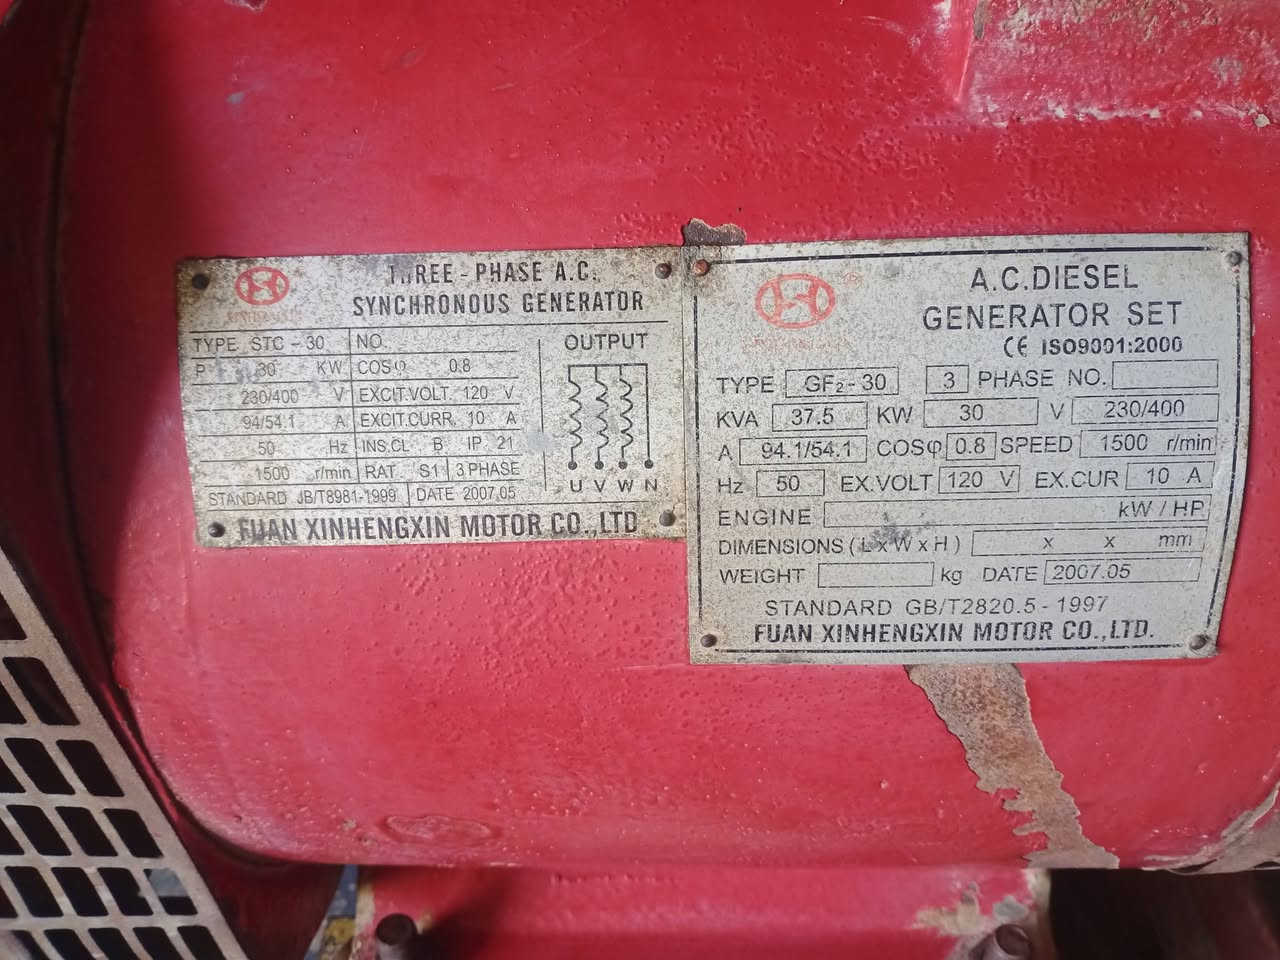 THREE - PHASE A.C.
SYNCHRONOUS GENERATOR
TYPE STC - 30 NO.
P 30 KW COSφ 0.8
230/400 V EXCIT.VOLT. 120 V
94/54.1 A EXCIT.CURR. 10 A
50 Hz INS.CL B IP 21
1500 r/min RAT. S1 3 PHASE
STANDARD JB/T8981-1999 DATE 2007.05
OUTPUT
U V W N
FUAN XINHENGXIN MOTOR CO.,LTD
A.C.DIESEL
GENERATOR SET
CE ISO9001:2000
TYPE GF₂-30 3 PHASE NO.
KVA 37.5 KW 30 V 230/400
A 94.1/54.1 COSφ 0.8 SPEED 1500 r/min
Hz 50 EX.VOLT 120 V EX.CUR 10 A
ENGINE kW / HP
DIMENSIONS ( L x W x H ) x x mm
WEIGHT kg DATE 2007.05
STANDARD GB/T2820.5 - 1997
FUAN XINHENGXIN MOTOR CO.,LTD.